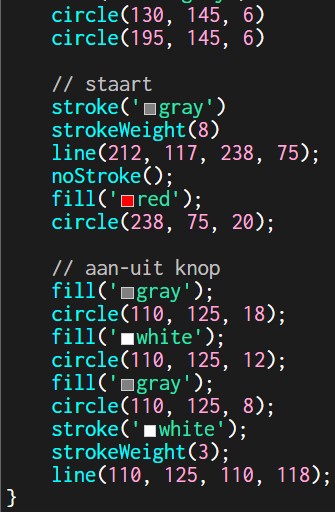 circle(130, 145, 6)
circle(195, 145, 6)
// staart
stroke('gray')
strokeWeight(8)
line(212, 117, 238, 75);
noStroke();
fill('red');
circle(238, 75, 20);
// aan-uit knop
fill('gray');
circle(110, 125, 18);
fill('white');
circle(110, 125, 12);
fill('gray');
circle(110, 125, 8);
stroke('white');
strokeWeight(3);
line(110, 125, 110, 118);
}